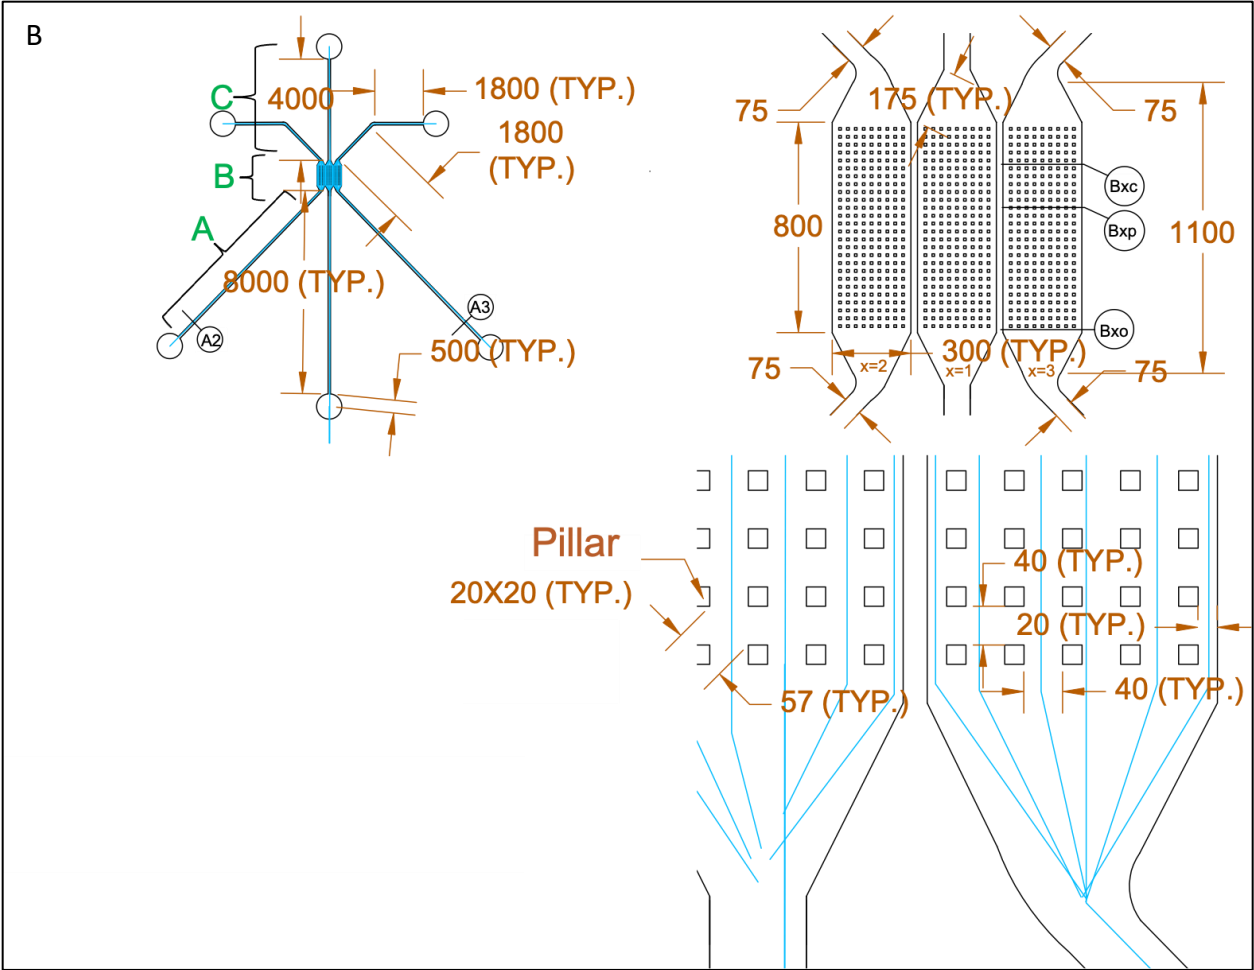 B
C
4000
1800 (TYP.)
1800
(TYP.)
B
A
8000 (TYP.)
A2
A3
500 (TYP.)
75
175 (TYP.)
75
Bxc
800
Bxp
1100
Bxo
300 (TYP.)
75
x=2
x=1
x=3
75
Pillar
20X20 (TYP.)
40 (TYP.)
20 (TYP.)
57 (TYP.)
40 (TYP.)